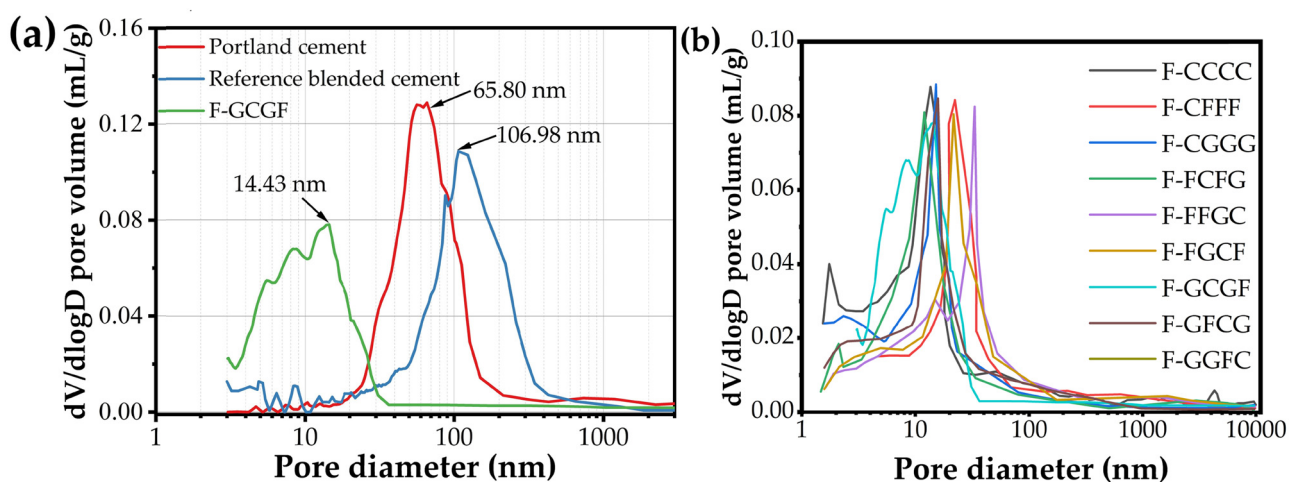 (a)
dV/dlogD pore volume (mL/g)
0.16
0.12
0.08
0.04
0.00
Portland cement
Reference blended cement
F-GCGF
65.80 nm
106.98 nm
14.43 nm
1
10
100
1000
Pore diameter (nm)
(b)
dV/dlogD pore volume (mL/g)
0.10
0.08
0.06
0.04
0.02
0.00
F-CCCC
F-CFFF
F-CGGG
F-FCFG
F-FFGC
F-FGCF
F-GCGF
F-GFCG
F-GGFC
1
10
100
1000
10000
Pore diameter (nm)